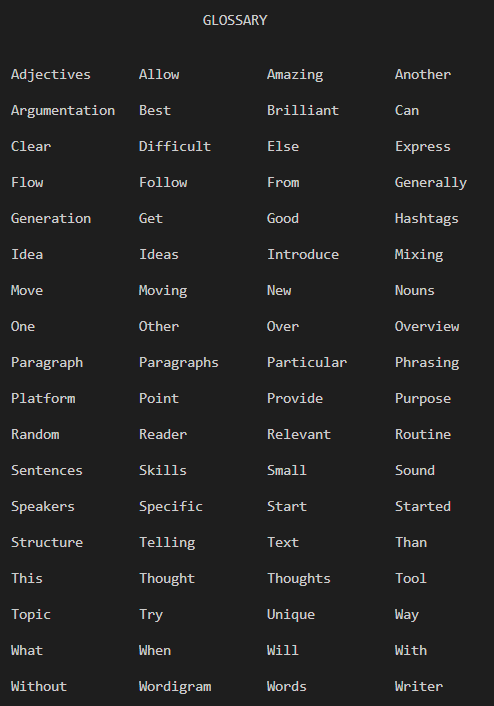 GLOSSARY
Adjectives Allow Amazing Another
Argumentation Best Brilliant Can
Clear Difficult Else Express
Flow Follow From Generally
Generation Get Good Hashtags
Idea Ideas Introduce Mixing
Move Moving New Nouns
One Other Over Overview
Paragraph Paragraphs Particular Phrasing
Platform Point Provide Purpose
Random Reader Relevant Routine
Sentences Skills Small Sound
Speakers Specific Start Started
Structure Telling Text Than
This Thought Thoughts Tool
Topic Try Unique Way
What When Will With
Without Wordigram Words Writer